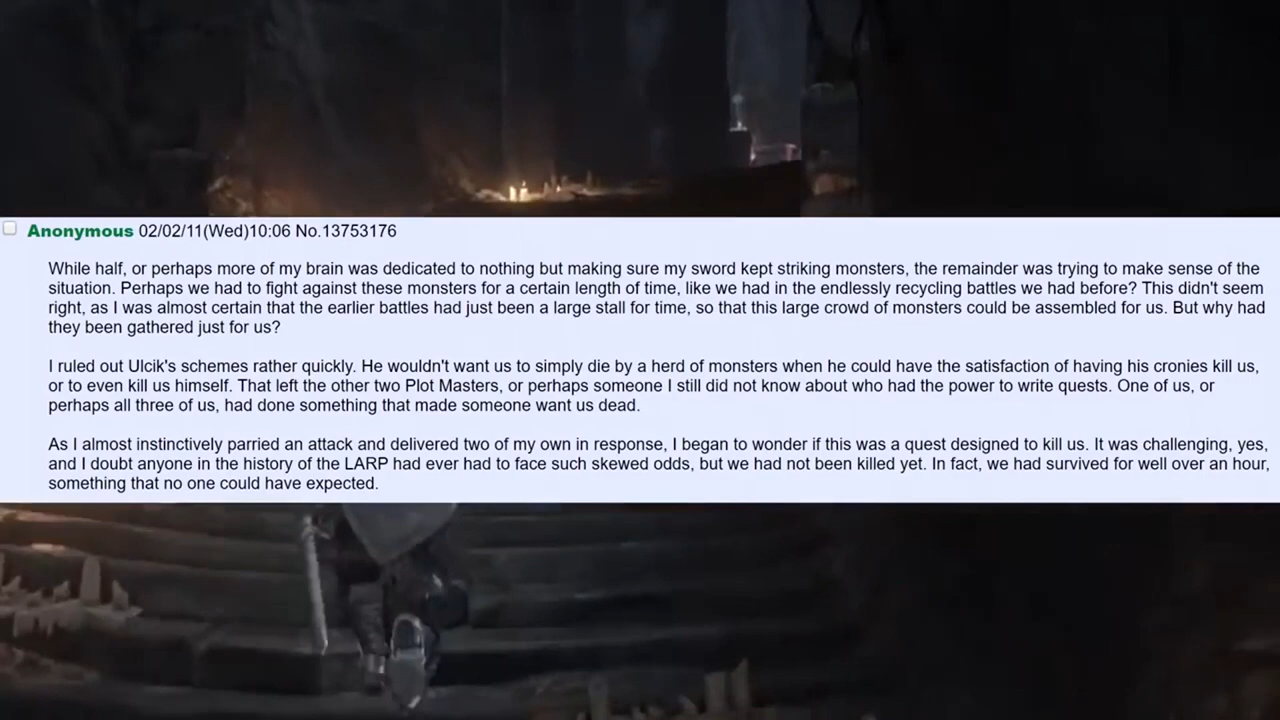 Anonymous 02/02/11(Wed)10:06 No.13753176
While half, or perhaps more of my brain was dedicated to nothing but making sure my sword kept striking monsters, the remainder was trying to make sense of the
situation. Perhaps we had to fight against these monsters for a certain length of time, like we had in the endlessly recycling battles we had before? This didn't seem
right, as I was almost certain that the earlier battles had just been a large stall for time, so that this large crowd of monsters could be assembled for us. But why had
they been gathered just for us?
I ruled out Ulcik's schemes rather quickly. He wouldn't want us to simply die by a herd of monsters when he could have the satisfaction of having his cronies kill us,
or to even kill us himself. That left the other two Plot Masters, or perhaps someone I still did not know about who had the power to write quests. One of us, or
perhaps all three of us, had done something that made someone want us dead.
As I almost instinctively parried an attack and delivered two of my own in response, I began to wonder if this was a quest designed to kill us. It was challenging, yes,
and I doubt anyone in the history of the LARP had ever had to face such skewed odds, but we had not been killed yet. In fact, we had survived for well over an hour,
something that no one could have expected.